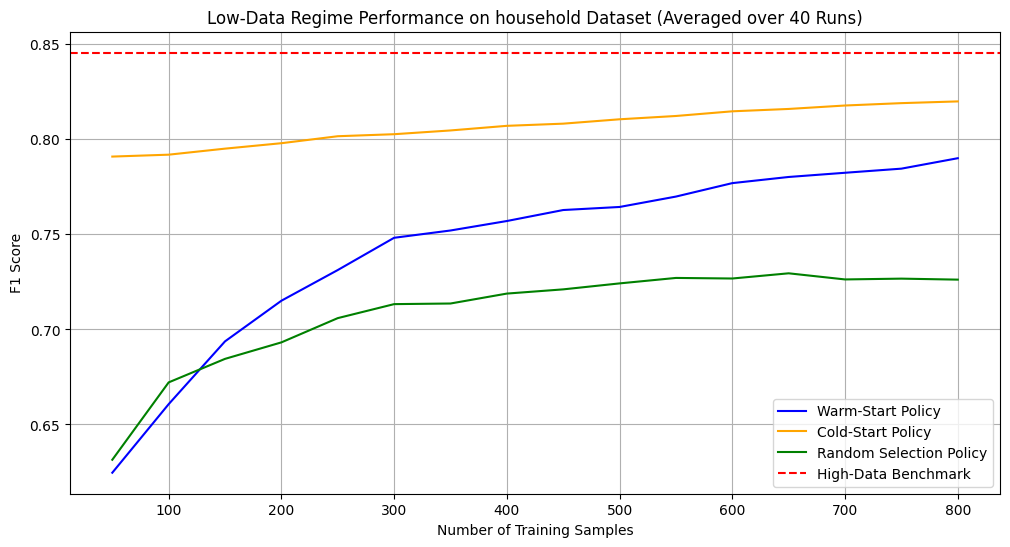 Low-Data Regime Performance on household Dataset (Averaged over 40 Runs)
F1 Score
0.85
0.80
0.75
0.70
0.65
100 200 300 400 500 600 700 800
Number of Training Samples
Warm-Start Policy
Cold-Start Policy
Random Selection Policy
High-Data Benchmark